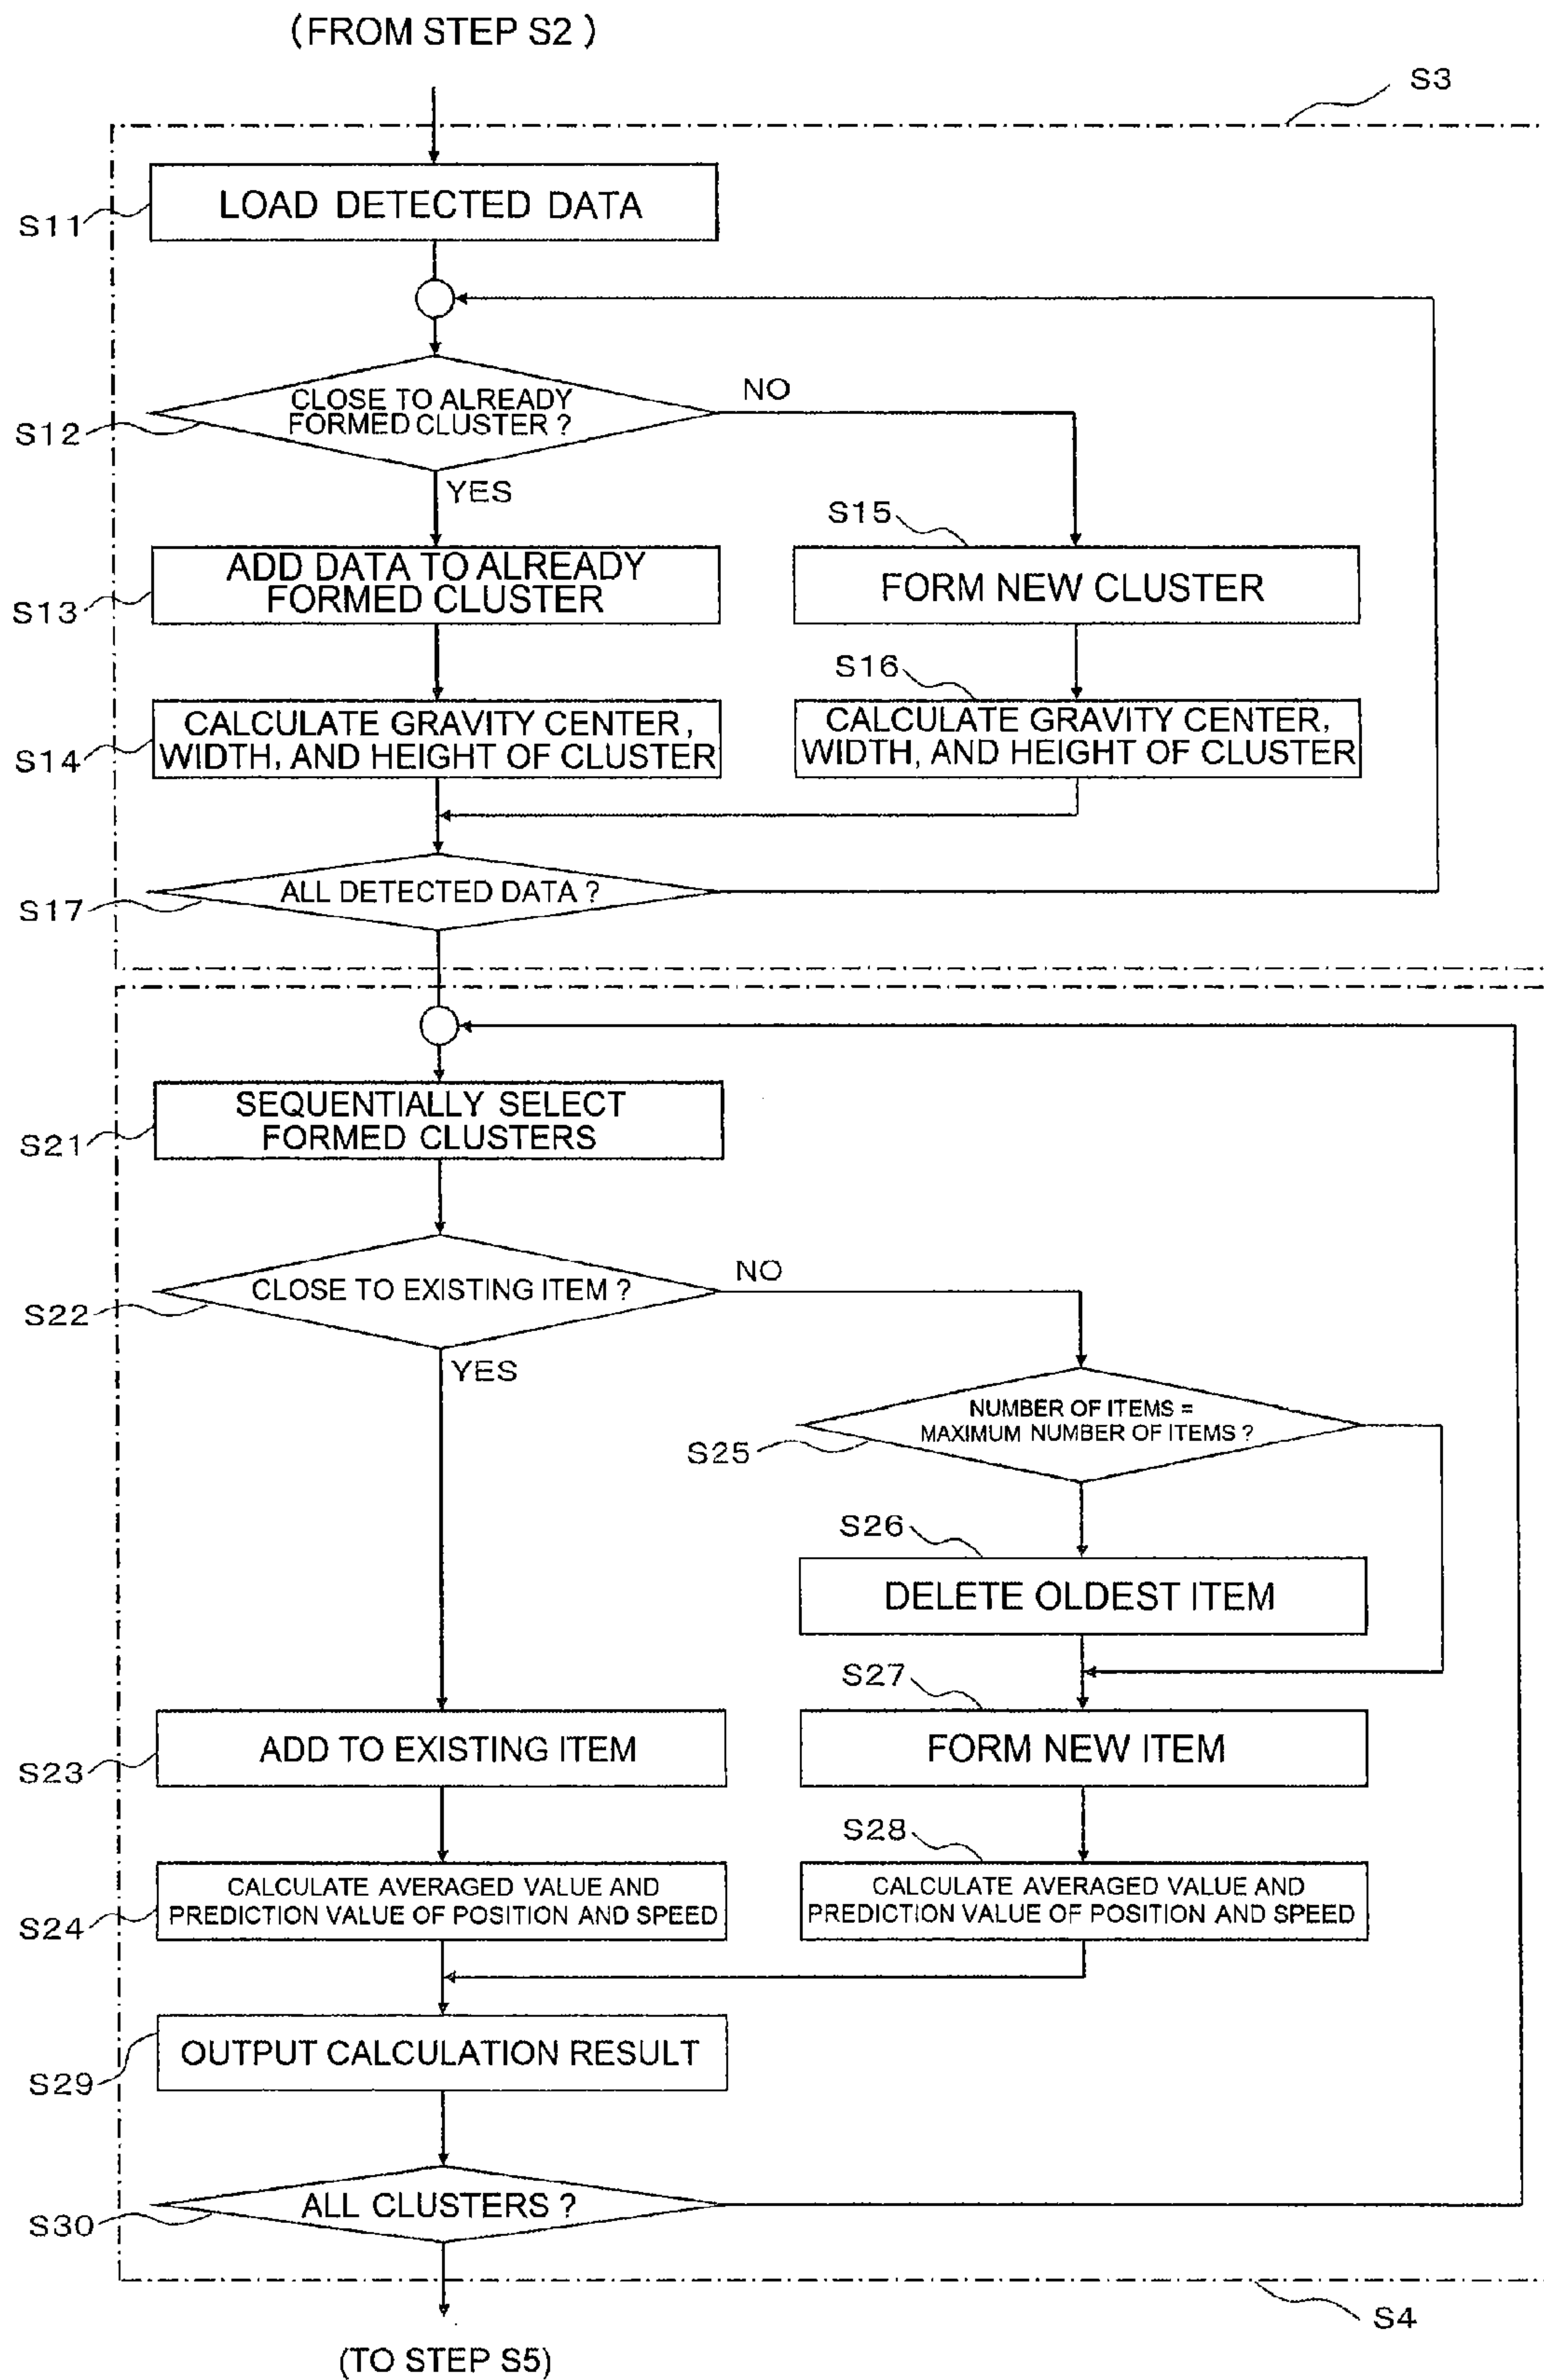 (FROM STEP S2 )
S3
S11
LOAD DETECTED DATA
S12
CLOSE TO ALREADY
FORMED CLUSTER ?
NO
YES
S13
ADD DATA TO ALREADY
FORMED CLUSTER
S15
FORM NEW CLUSTER
S14
CALCULATE GRAVITY CENTER,
WIDTH, AND HEIGHT OF CLUSTER
S16
CALCULATE GRAVITY CENTER,
WIDTH, AND HEIGHT OF CLUSTER
S17
ALL DETECTED DATA ?
S21
SEQUENTIALLY SELECT
FORMED CLUSTERS
S22
CLOSE TO EXISTING ITEM ?
NO
YES
S25
NUMBER OF ITEMS =
MAXIMUM NUMBER OF ITEMS ?
S26
DELETE OLDEST ITEM
S23
ADD TO EXISTING ITEM
S27
FORM NEW ITEM
S24
CALCULATE AVERAGED VALUE AND
PREDICTION VALUE OF POSITION AND SPEED
S28
CALCULATE AVERAGED VALUE AND
PREDICTION VALUE OF POSITION AND SPEED
S29
OUTPUT CALCULATION RESULT
S30
ALL CLUSTERS ?
S4
(TO STEP S5)